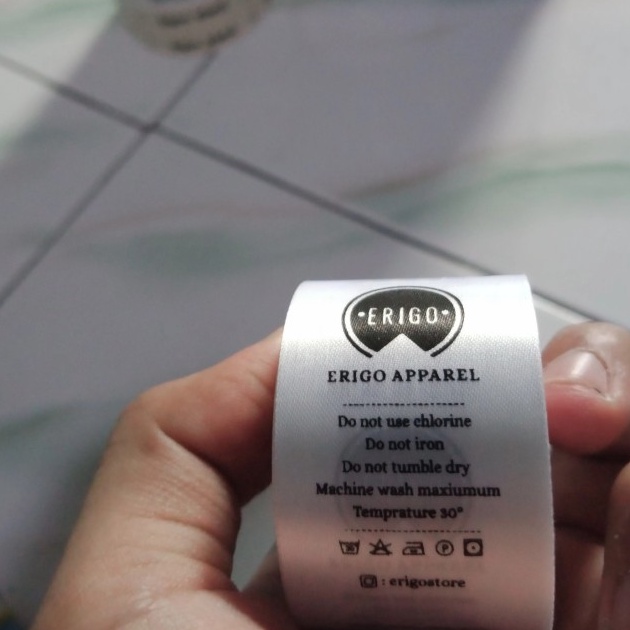 ERIGO
ERIGO APPAREL
Do not use chlorine
Do not iron
Do not tumble dry
Machine wash maxiumum
Temprature 30°
: erigostore